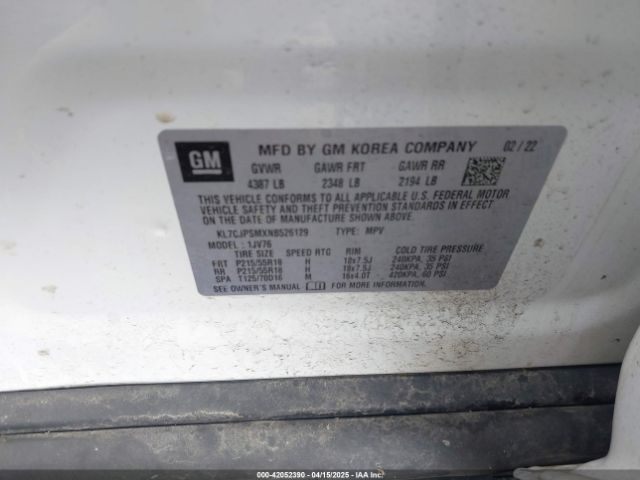 GM
MFD BY GM KOREA COMPANY 02/22
GVWR GAWR FRT GAWR RR
4387 LB 2348 LB 2194 LB
THIS VEHICLE CONFORMS TO ALL APPLICABLE U.S. FEDERAL MOTOR
VEHICLE SAFETY AND THEFT PREVENTION STANDARDS IN EFFECT
ON THE DATE OF MANUFACTURE SHOWN ABOVE.
KL7CJPSMXNB526129 TYPE: MPV
MODEL: 1JV76
TIRE SIZE SPEED RTG RIM COLD TIRE PRESSURE
FRT P215/55R18 H 18x7.5J 240KPA, 35 PSI
RR P215/55R18 H 18x7.5J 240KPA, 35 PSI
SPA T125/70D16 M 16x4.0T 420KPA, 60 PSI
SEE OWNER'S MANUAL FOR MORE INFORMATION.
000-42052390 - 04/15/2025 - IAAI.COM